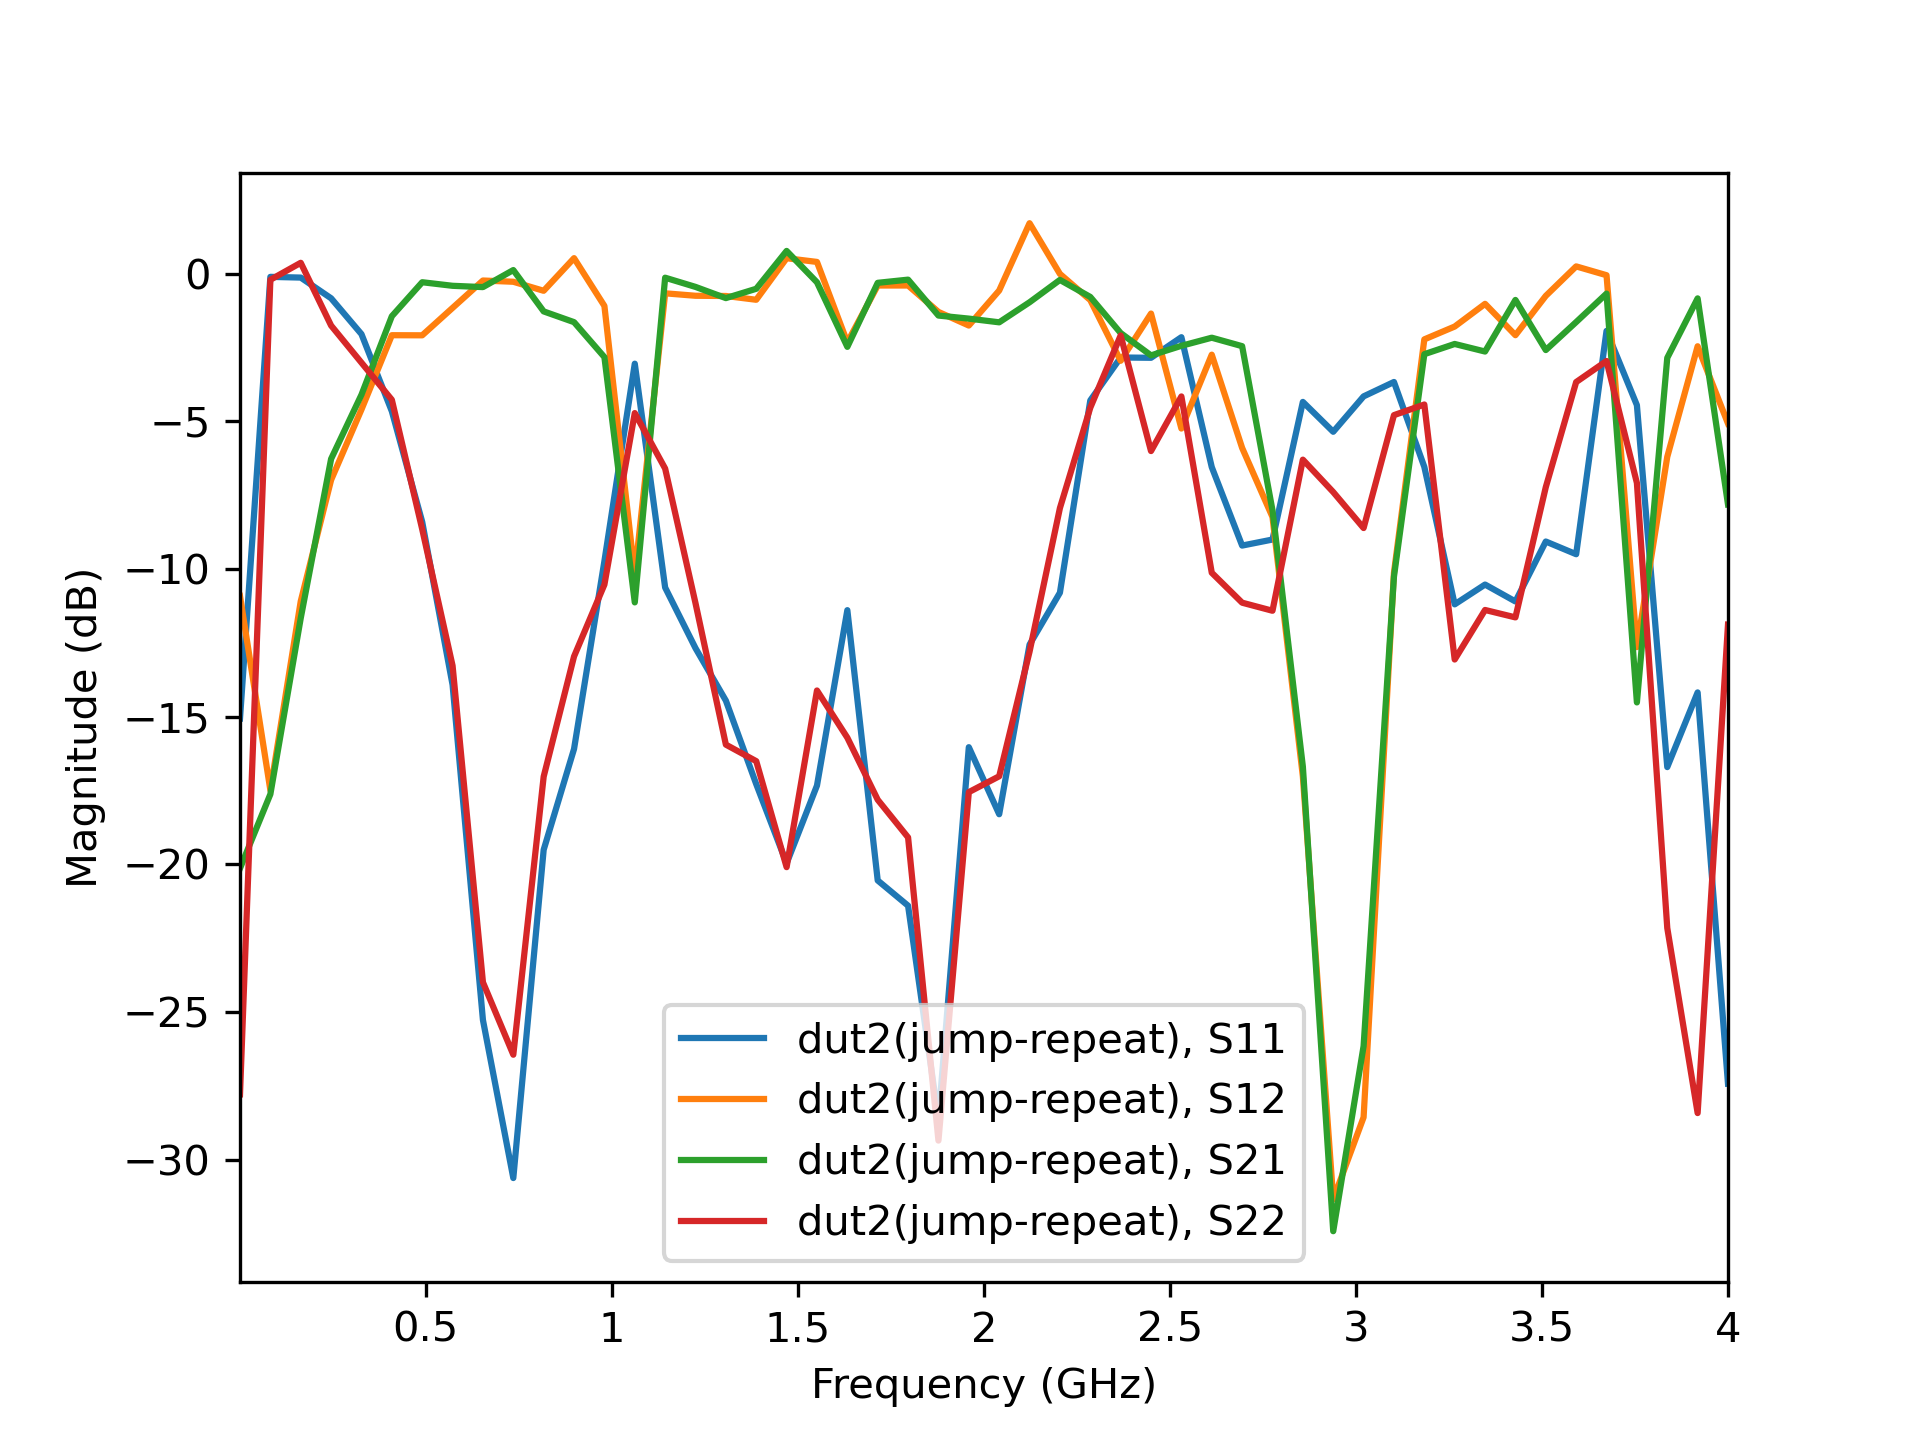 0
−5
−10
−15
−20
−25
−30
Magnitude (dB)
dut2(jump-repeat), S11
dut2(jump-repeat), S12
dut2(jump-repeat), S21
dut2(jump-repeat), S22
0.5 1 1.5 2 2.5 3 3.5 4
Frequency (GHz)